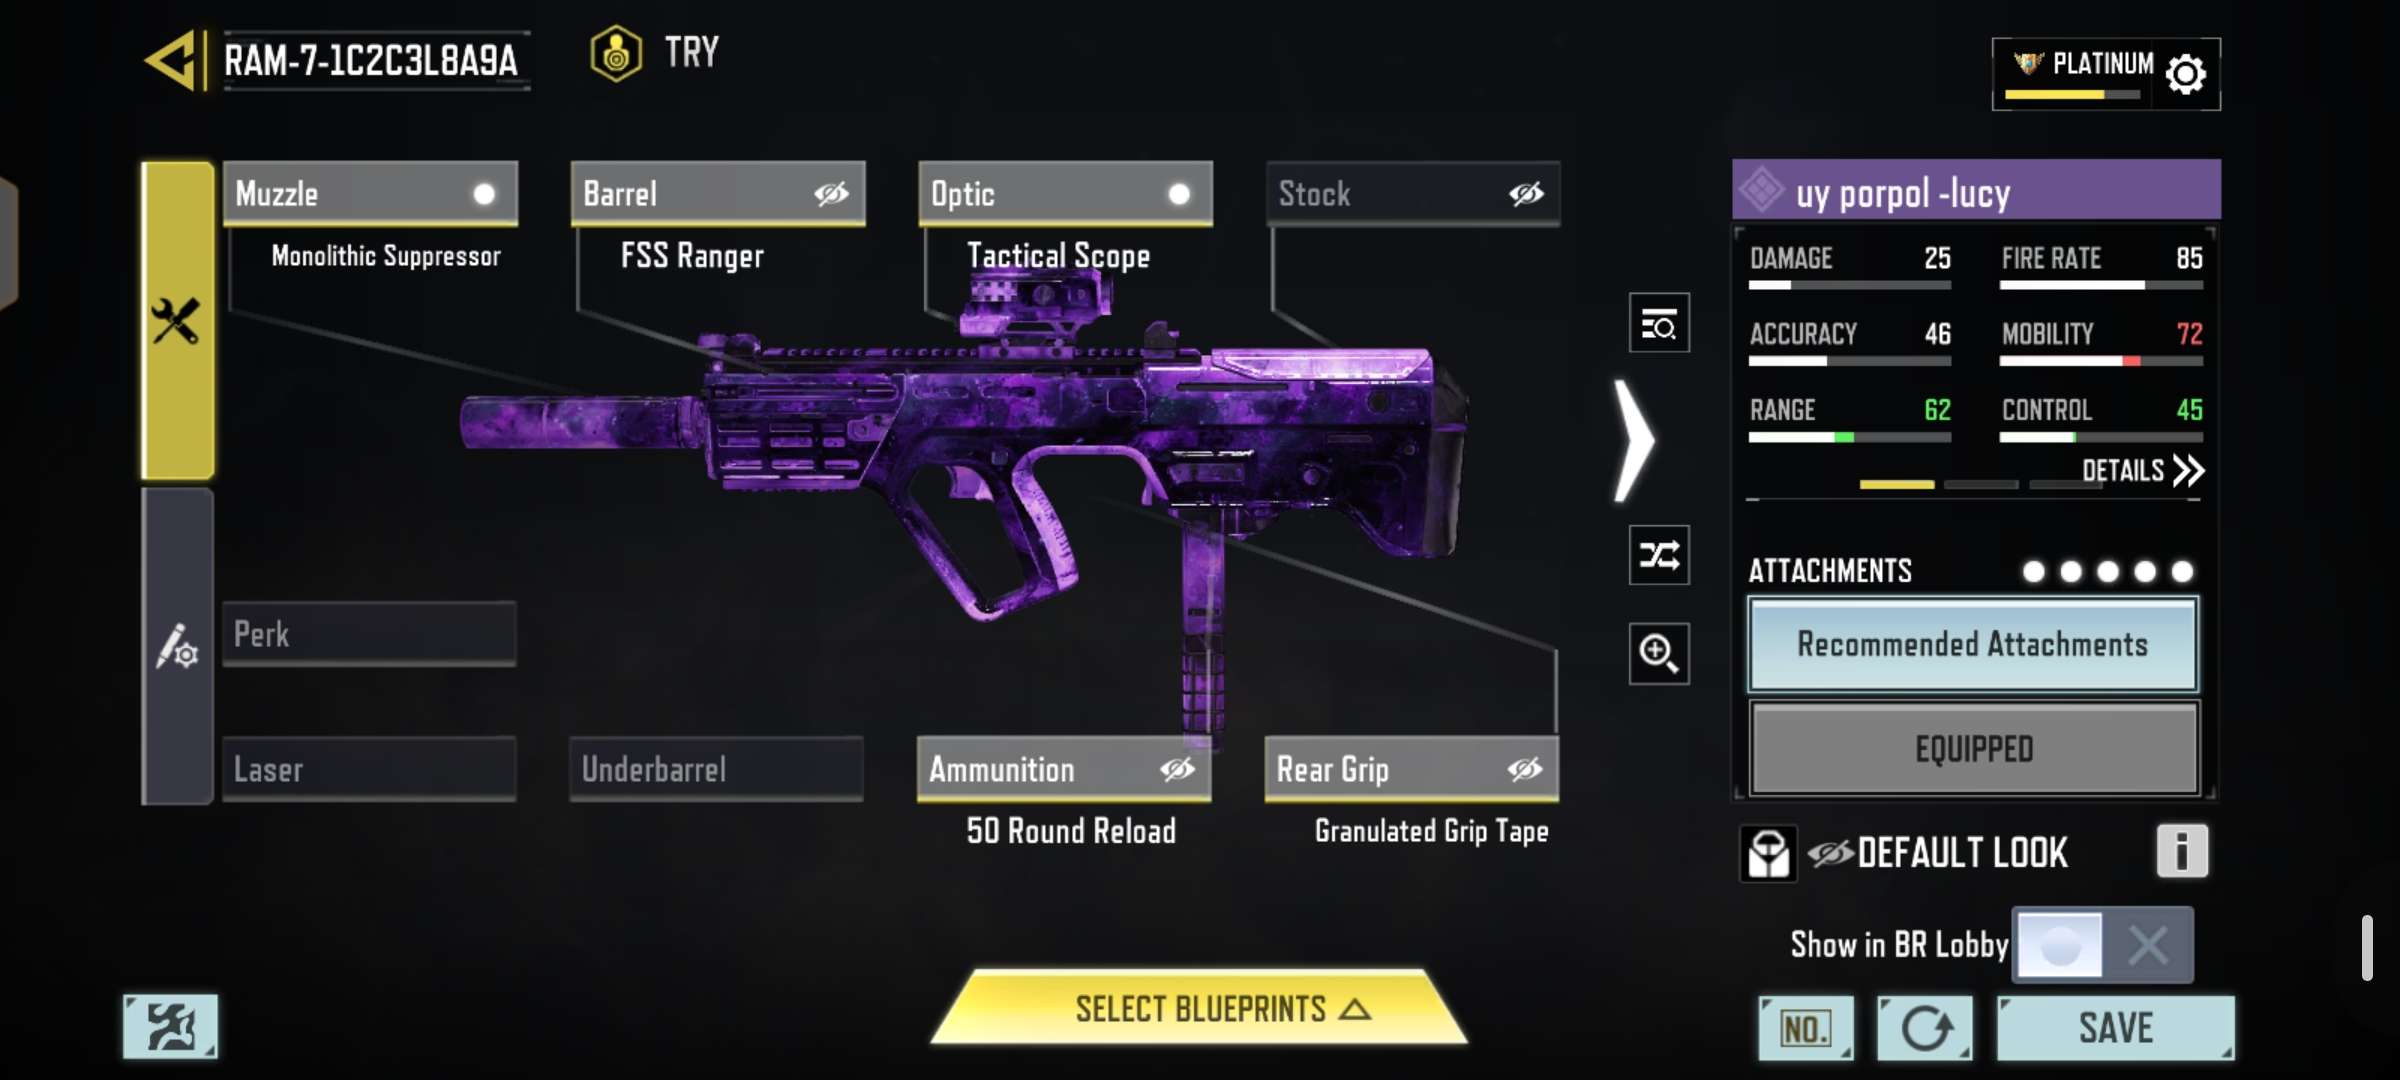 RAM-7-1C2C3L8A9A
TRY
PLATINUM
Muzzle
Monolithic Suppressor
Barrel
FSS Ranger
Optic
Tactical Scope
Stock
Perk
Laser
Underbarrel
Ammunition
50 Round Reload
Rear Grip
Granulated Grip Tape
SELECT BLUEPRINTS
uy porpol -lucy
DAMAGE 25
FIRE RATE 85
ACCURACY 46
MOBILITY 72
RANGE 62
CONTROL 45
DETAILS
ATTACHMENTS
Recommended Attachments
EQUIPPED
DEFAULT LOOK
Show in BR Lobby
NO.
SAVE